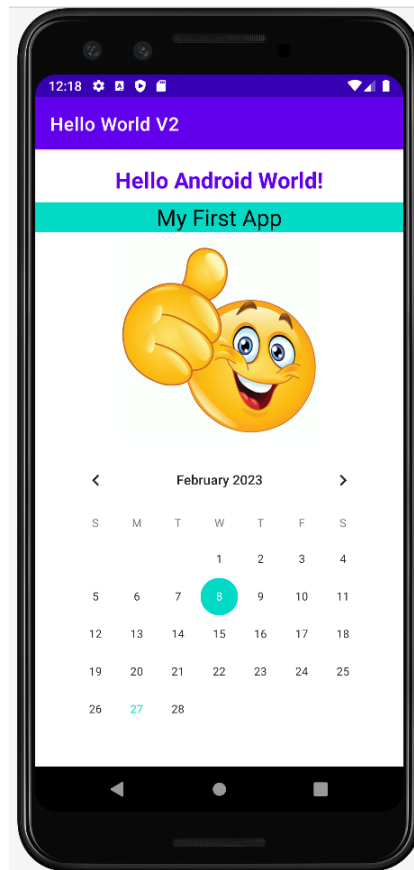 12:18
Hello World V2
Hello Android World!
My First App
February 2023
S M T W T F S
1 2 3 4
5 6 7 8 9 10 11
12 13 14 15 16 17 18
19 20 21 22 23 24 25
26 27 28